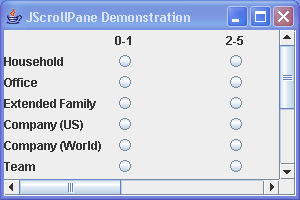 JScrollPane Demonstration
0-1 2-5
Household
Office
Extended Family
Company (US)
Company (World)
Team